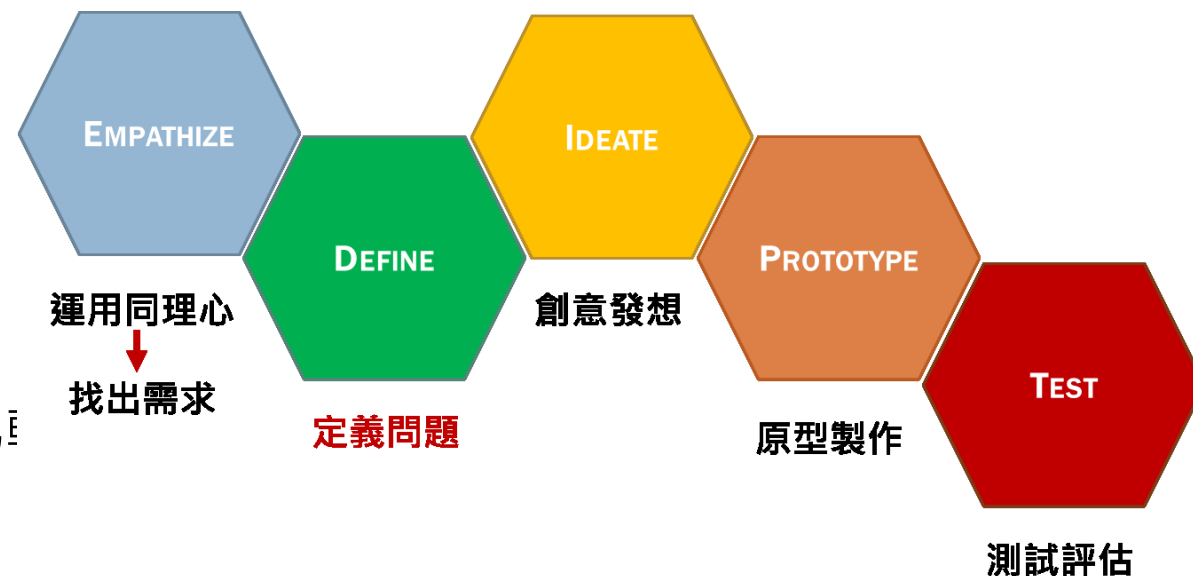 EMPATHIZE
運用同理心
找出需求
DEFINE
定義問題
IDEATE
創意發想
PROTOTYPE
原型製作
TEST
測試評估